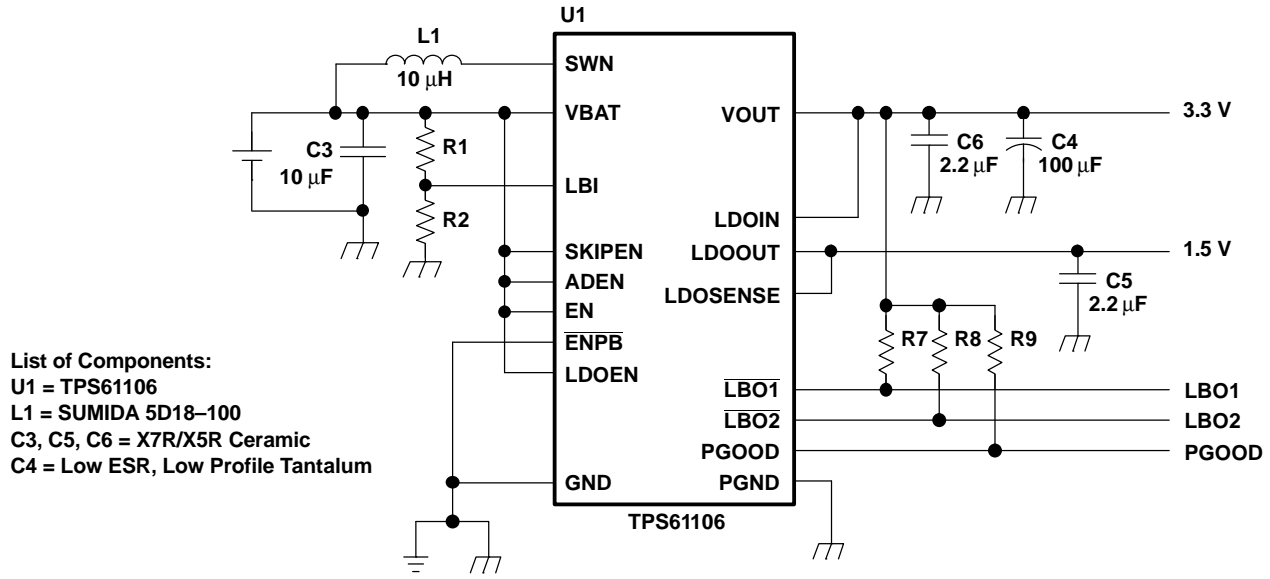 U1
L1
10 μH
SWN
VBAT
VOUT
3.3 V
C3
10 μF
R1
C6
2.2 μF
C4
100 μF
LBI
R2
LDOIN
SKIPEN
LDOOUT
1.5 V
ADEN
LDOSENSE
C5
2.2 μF
EN
ENPB
R7
R8
R9
LDOEN
List of Components:
U1 = TPS61106
L1 = SUMIDA 5D18–100
C3, C5, C6 = X7R/X5R Ceramic
C4 = Low ESR, Low Profile Tantalum
LBO1
LBO1
LBO2
LBO2
PGOOD
PGOOD
GND
PGND
TPS61106